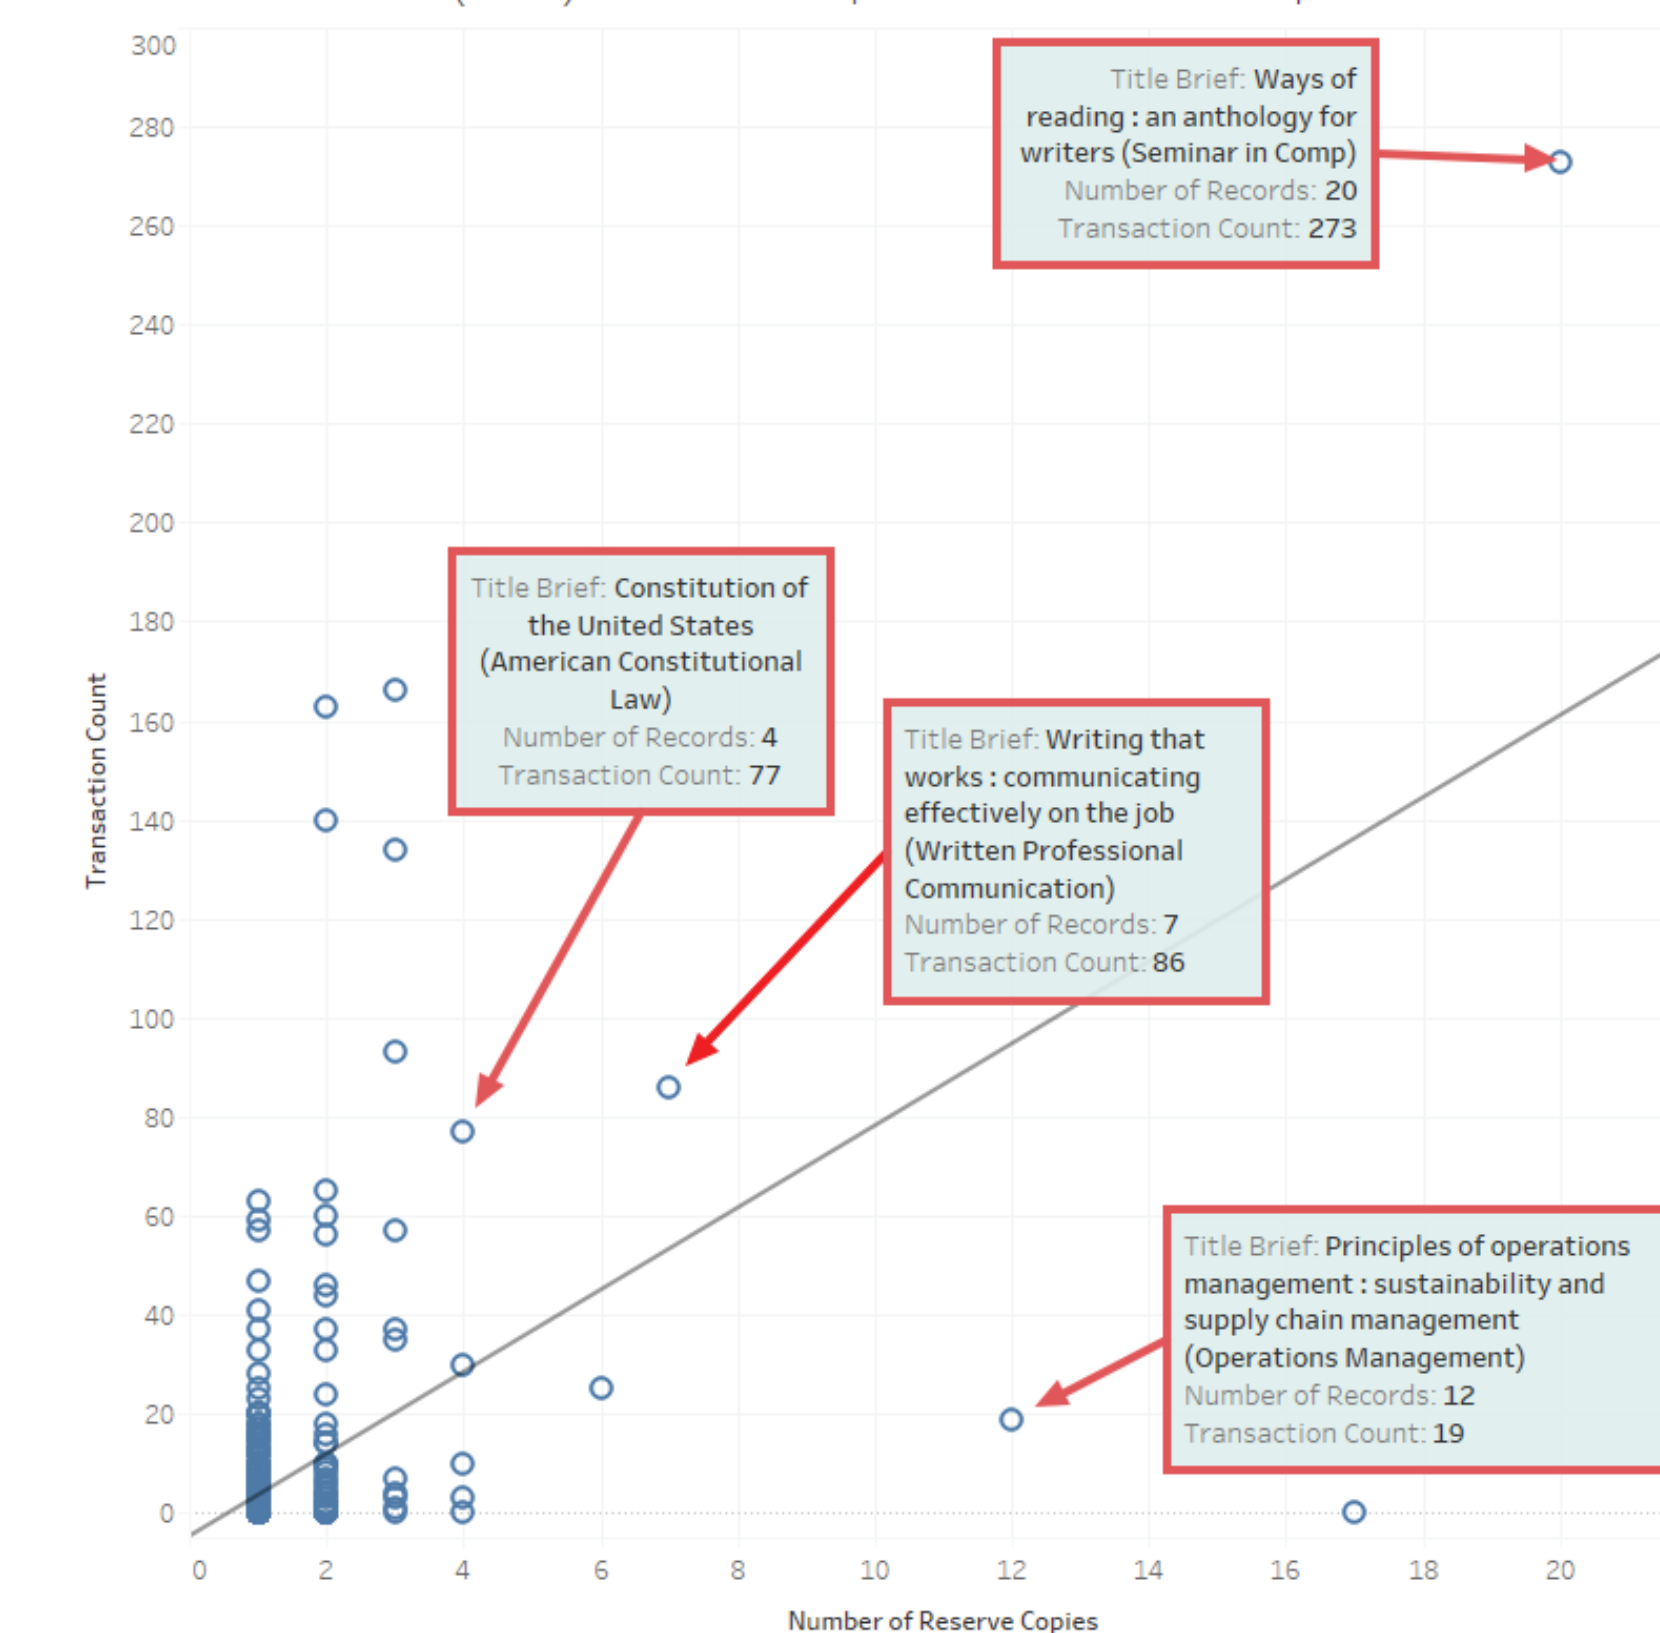 300
280
260
240
220
200
180
160
140
120
100
80
60
40
20
0
Transaction Count
Title Brief: Ways of
reading : an anthology for
writers (Seminar in Comp)
Number of Records: 20
Transaction Count: 273
Title Brief: Constitution of
the United States
(American Constitutional
Law)
Number of Records: 4
Transaction Count: 77
Title Brief: Writing that
works : communicating
effectively on the job
(Written Professional
Communication)
Number of Records: 7
Transaction Count: 86
Title Brief: Principles of operations
management : sustainability and
supply chain management
(Operations Management)
Number of Records: 12
Transaction Count: 19
0 2 4 6 8 10 12 14 16 18 20
Number of Reserve Copies